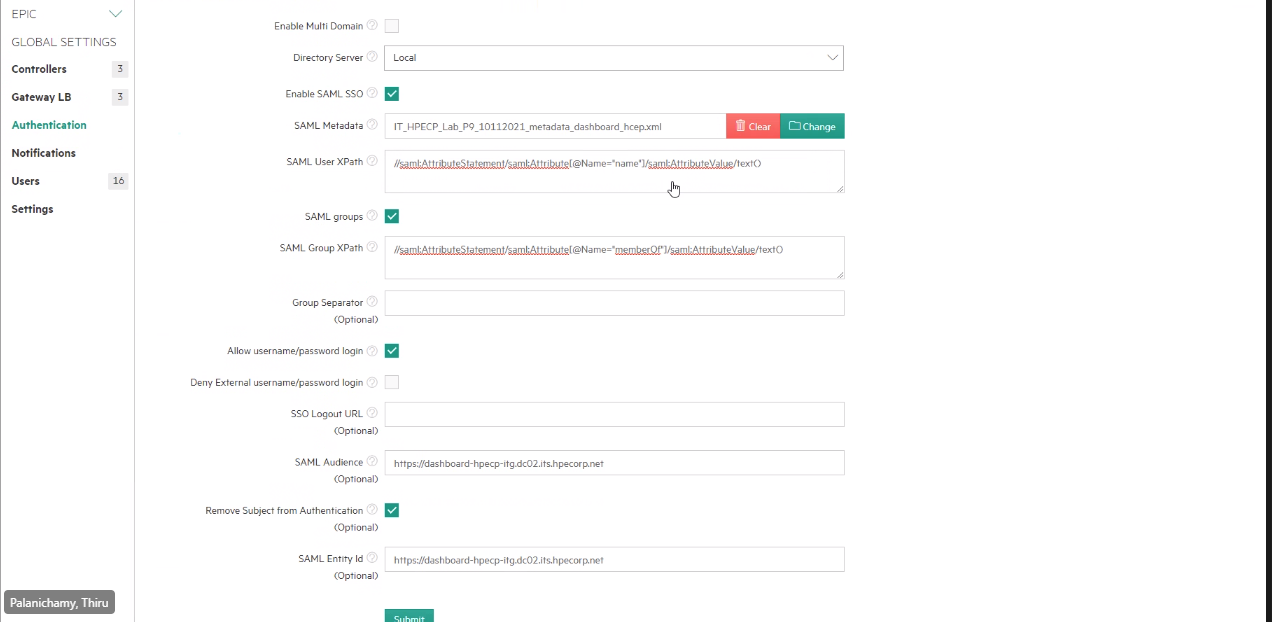 EPIC
GLOBAL SETTINGS
Controllers 3
Gateway LB 3
Authentication
Notifications
Users 16
Settings
Enable Multi Domain
Directory Server Local
Enable SAML SSO
SAML Metadata IT_HPECP_Lab_P9_10112021_metadata_dashboard_hcep.xml Clear Change
SAML User XPath //saml:AttributeStatement/saml:Attribute[@Name="name"]/saml:AttributeValue/text()
SAML groups
SAML Group XPath //saml:AttributeStatement/saml:Attribute[@Name="memberOf"]/saml:AttributeValue/text()
Group Separator
(Optional)
Allow username/password login
Deny External username/password login
SSO Logout URL
(Optional)
SAML Audience https://dashboard-hpecp-itg.dc02.its.hpecorp.net
(Optional)
Remove Subject from Authentication
(Optional)
SAML Entity Id https://dashboard-hpecp-itg.dc02.its.hpecorp.net
(Optional)
Submit
Palanichamy, Thiru